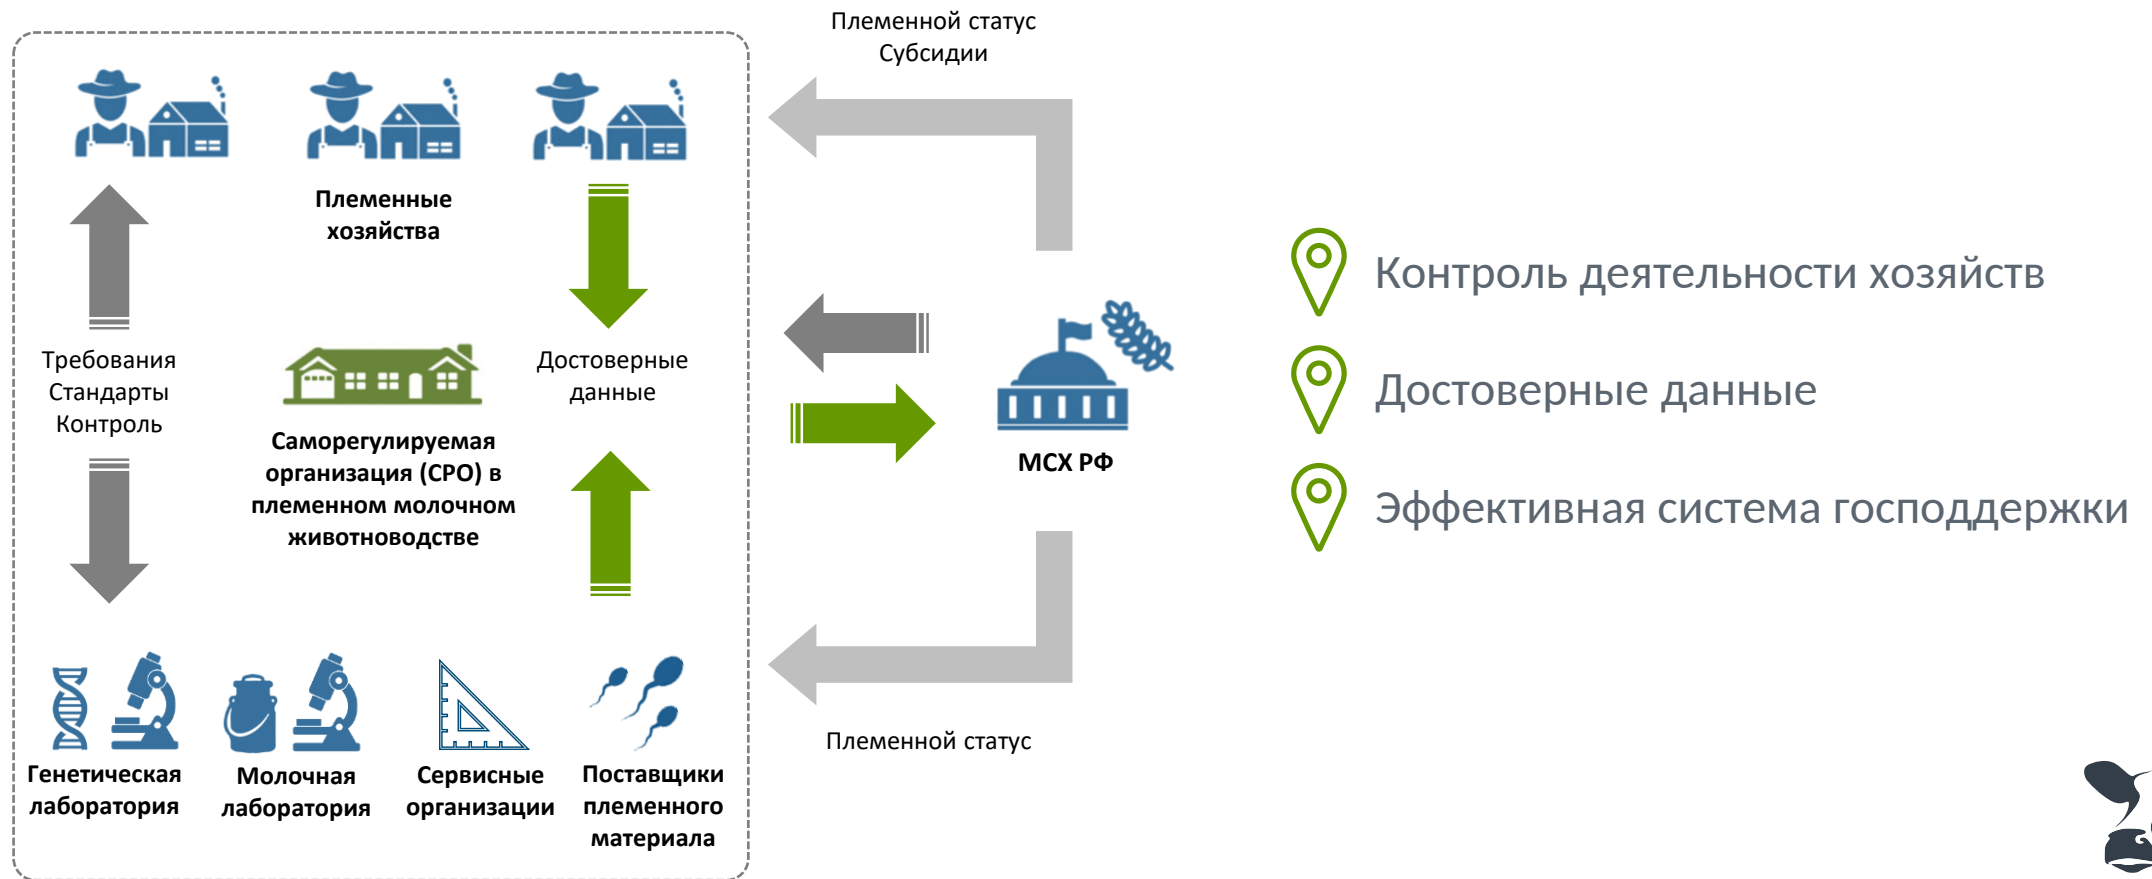 Племенной статус
Субсидии
Племенные
хозяйства
Требования
Стандарты
Контроль
Достоверные
данные
Саморегулируемая
организация (СРО) в
племенном молочном
животноводстве
МСХ РФ
Племенной статус
Генетическая
лаборатория
Молочная
лаборатория
Сервисные
организации
Поставщики
племенного
материала
Контроль деятельности хозяйств
Достоверные данные
Эффективная система господдержки